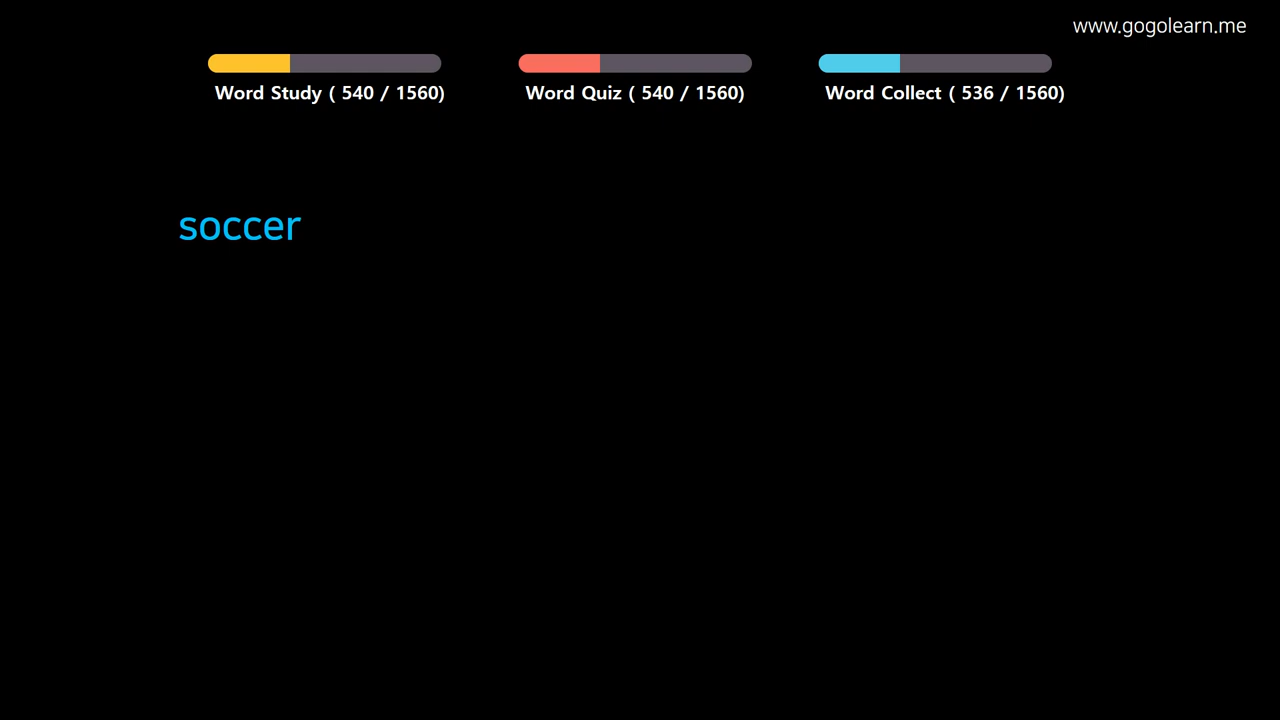 www.gogolearn.me
Word Study ( 540 / 1560)
Word Quiz ( 540 / 1560)
Word Collect ( 536 / 1560)
soccer